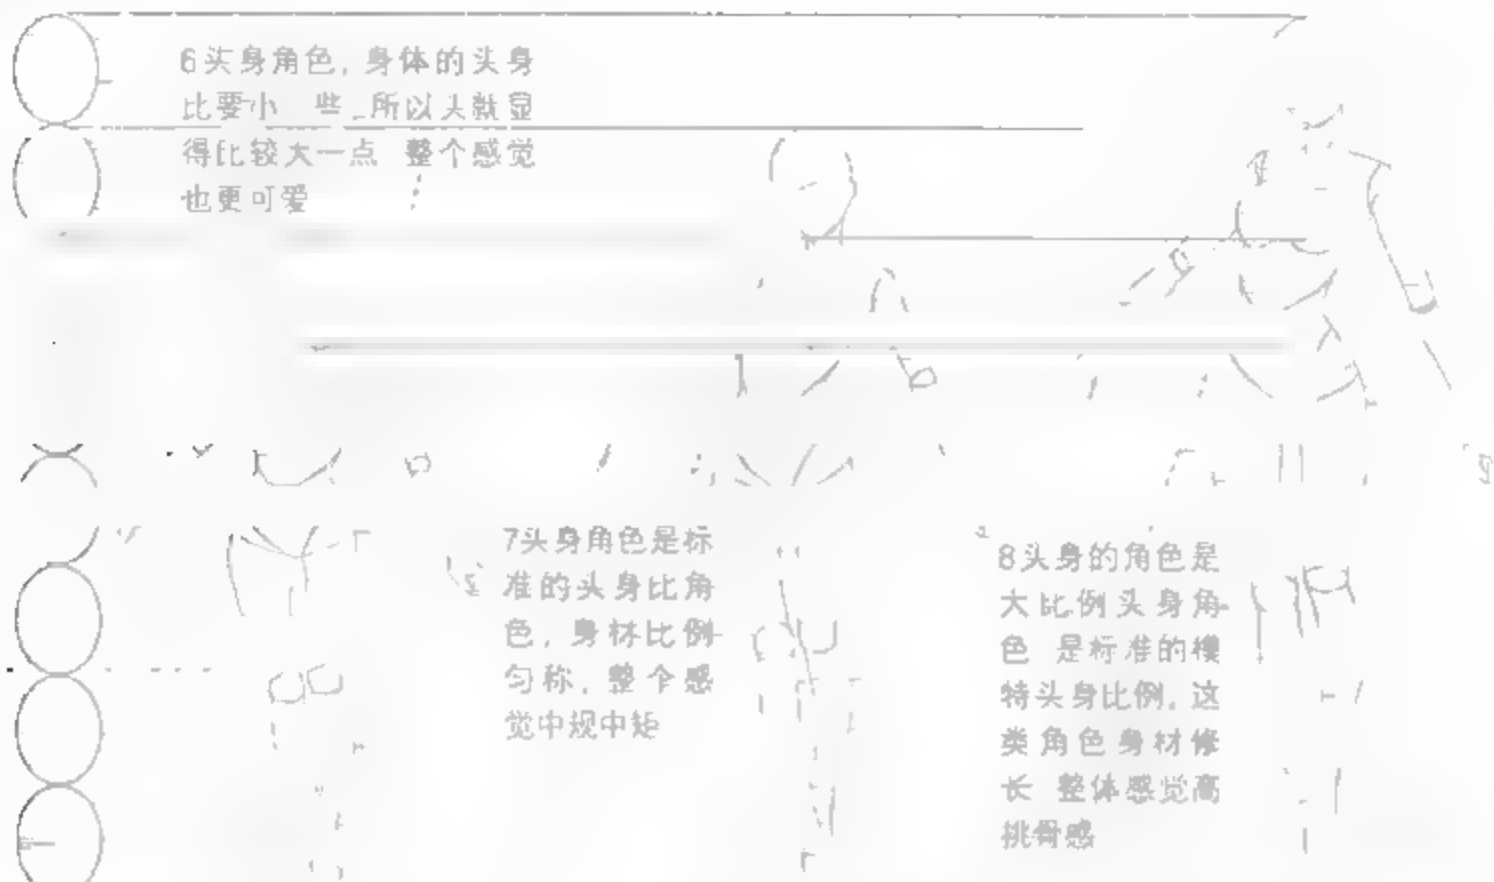 6头身角色，身体的头身
比要小 些 所以头就显
得比较大一点 整个感觉
也更可爱
7头身角色是标
准的头身比角
色，身材比例
匀称，整个感
觉中规中矩
8头身的角色是
大比例头身角
色 是标准的模
特头身比例，这
类角色身材修
长 整体感觉高
挑骨感